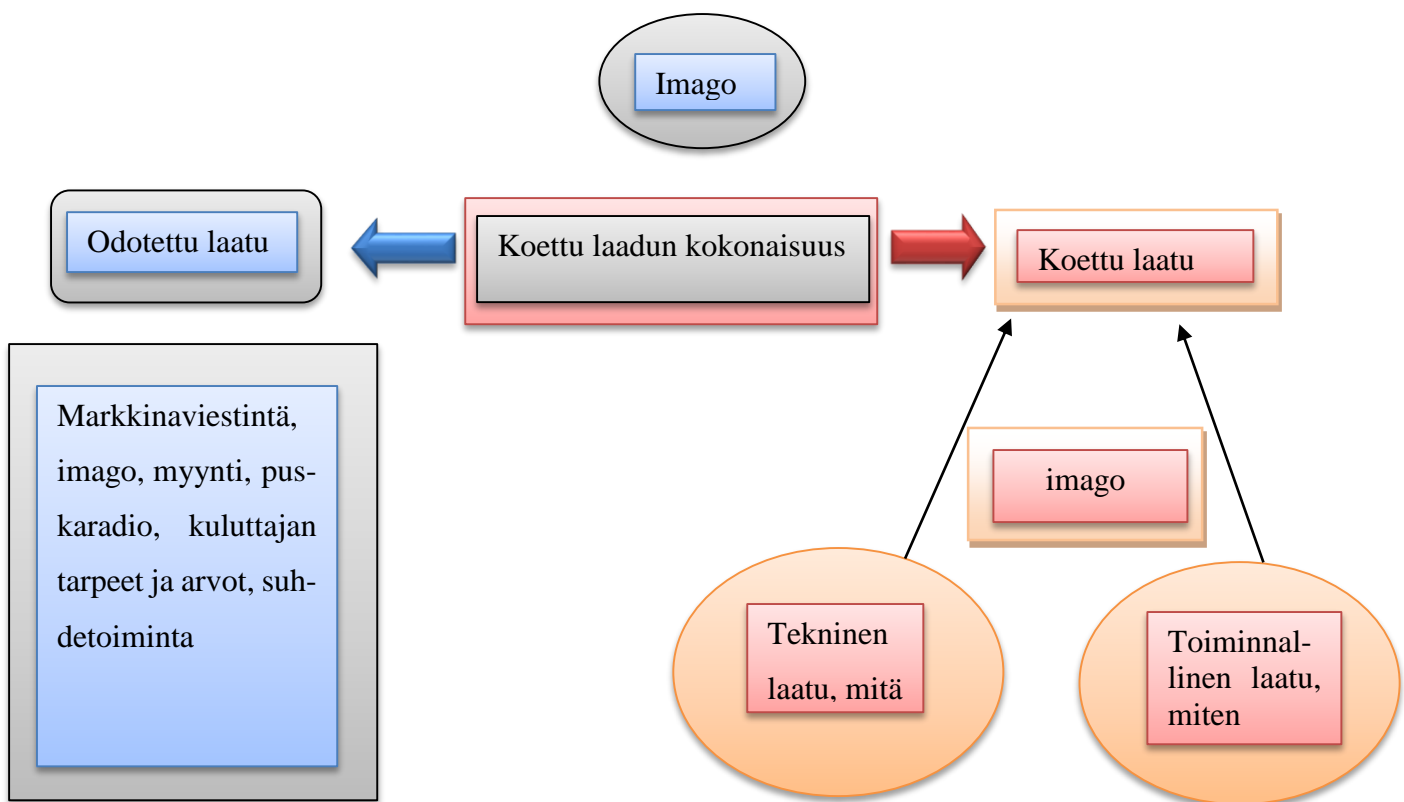 Imago
Odotettu laatu
Koettu laadun kokonaisuus
Koettu laatu
Markkinaviestintä,
imago, myynti, pus-
karadio, kuluttajan
tarpeet ja arvot, suh-
detoiminta
imago
Tekninen
laatu, mitä
Toiminnal-
linen laatu,
miten